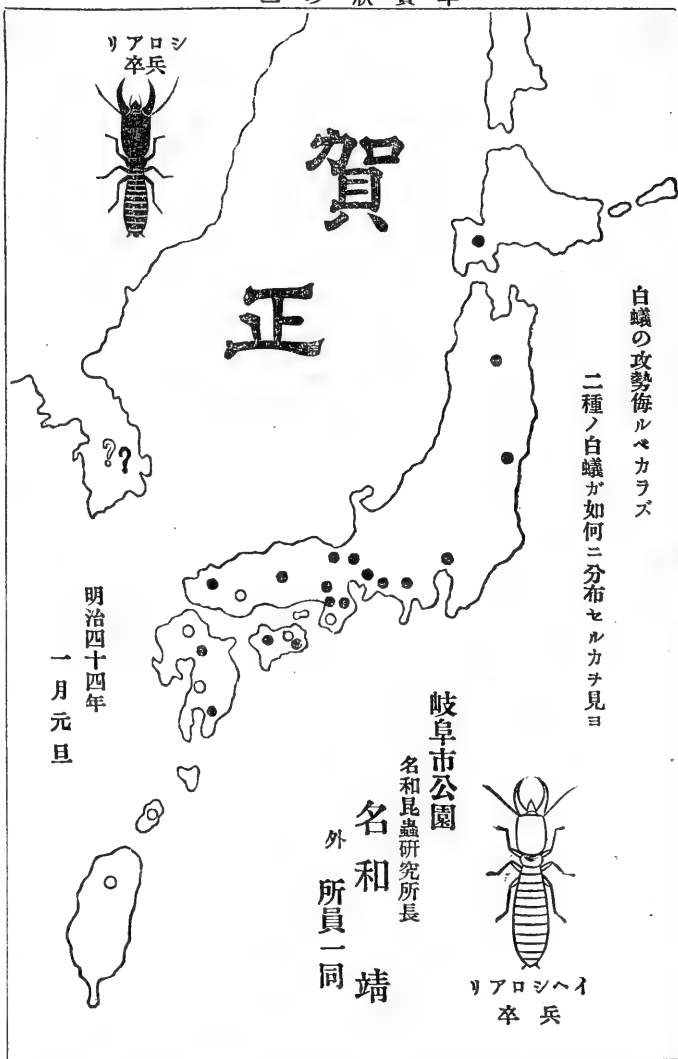 シロアリ
兵卒
賀
正
白蟻の攻勢侮ルベカラズ
二種ノ白蟻ガ如何ニ分布セルカヲ見ヨ
??
明治四十四年
一月元旦
岐阜市公園
名和昆蟲研究所長
名和靖
外所員一同
イヘシロアリ
兵卒